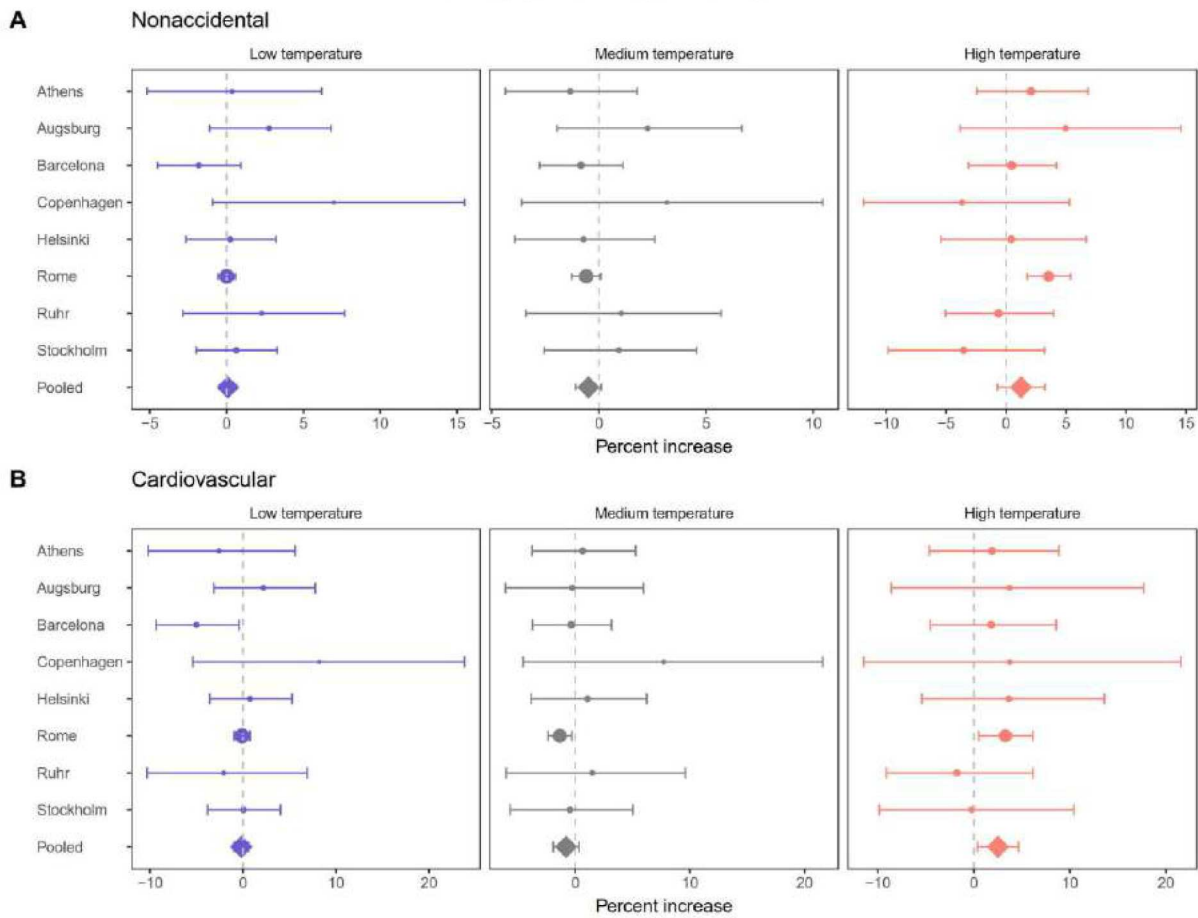 A Nonaccidental
Low temperature Medium temperature High temperature
Athens
Augsburg
Barcelona
Copenhagen
Helsinki
Rome
Ruhr
Stockholm
Pooled
−5 0 5 10 15 −5 0 5 10 −10 −5 0 5 10 15
Percent increase
B Cardiovascular
Low temperature Medium temperature High temperature
Athens
Augsburg
Barcelona
Copenhagen
Helsinki
Rome
Ruhr
Stockholm
Pooled
−10 0 10 20 0 10 20 −10 0 10 20
Percent increase